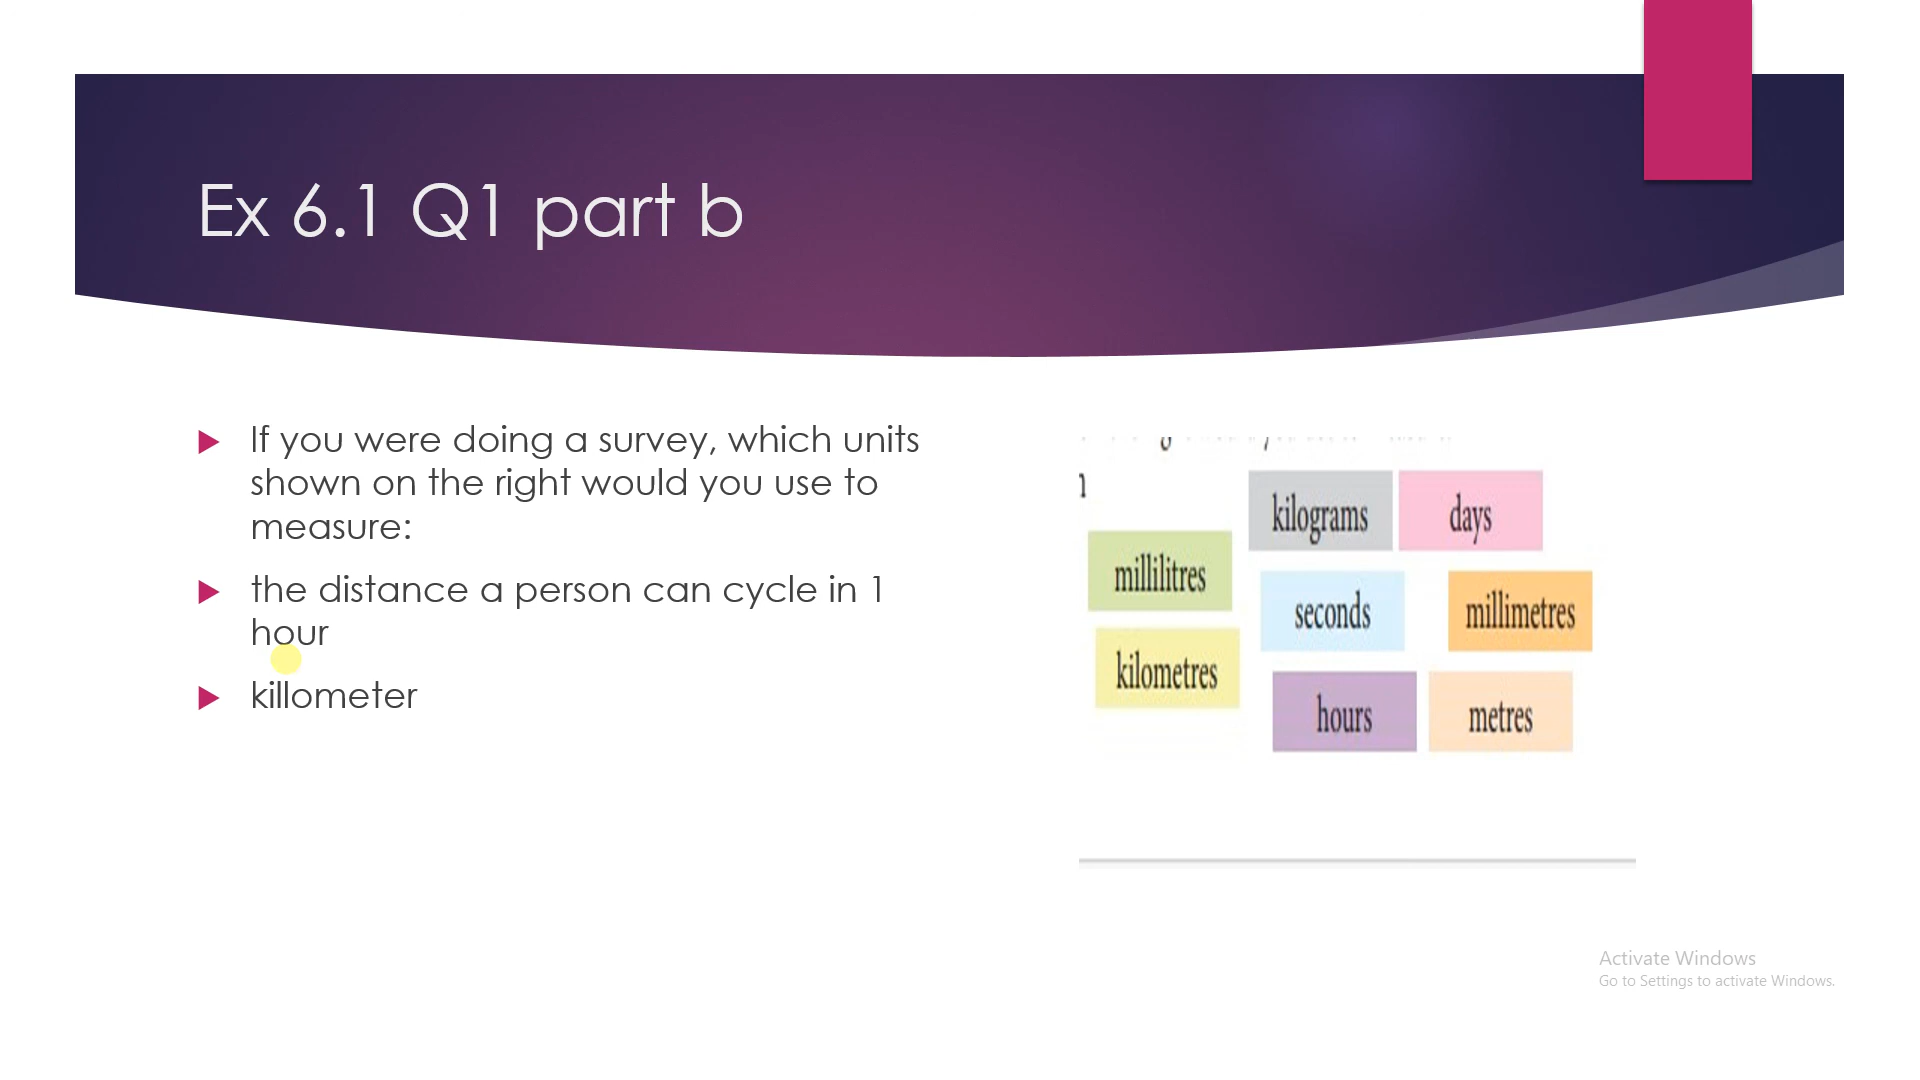 Ex 6.1 Q1 part b
If you were doing a survey, which units
shown on the right would you use to
measure:
the distance a person can cycle in 1
hour
killometer
kilograms
days
millilitres
seconds
millimetres
kilometres
hours
metres
Activate Windows
Go to Settings to activate Windows.